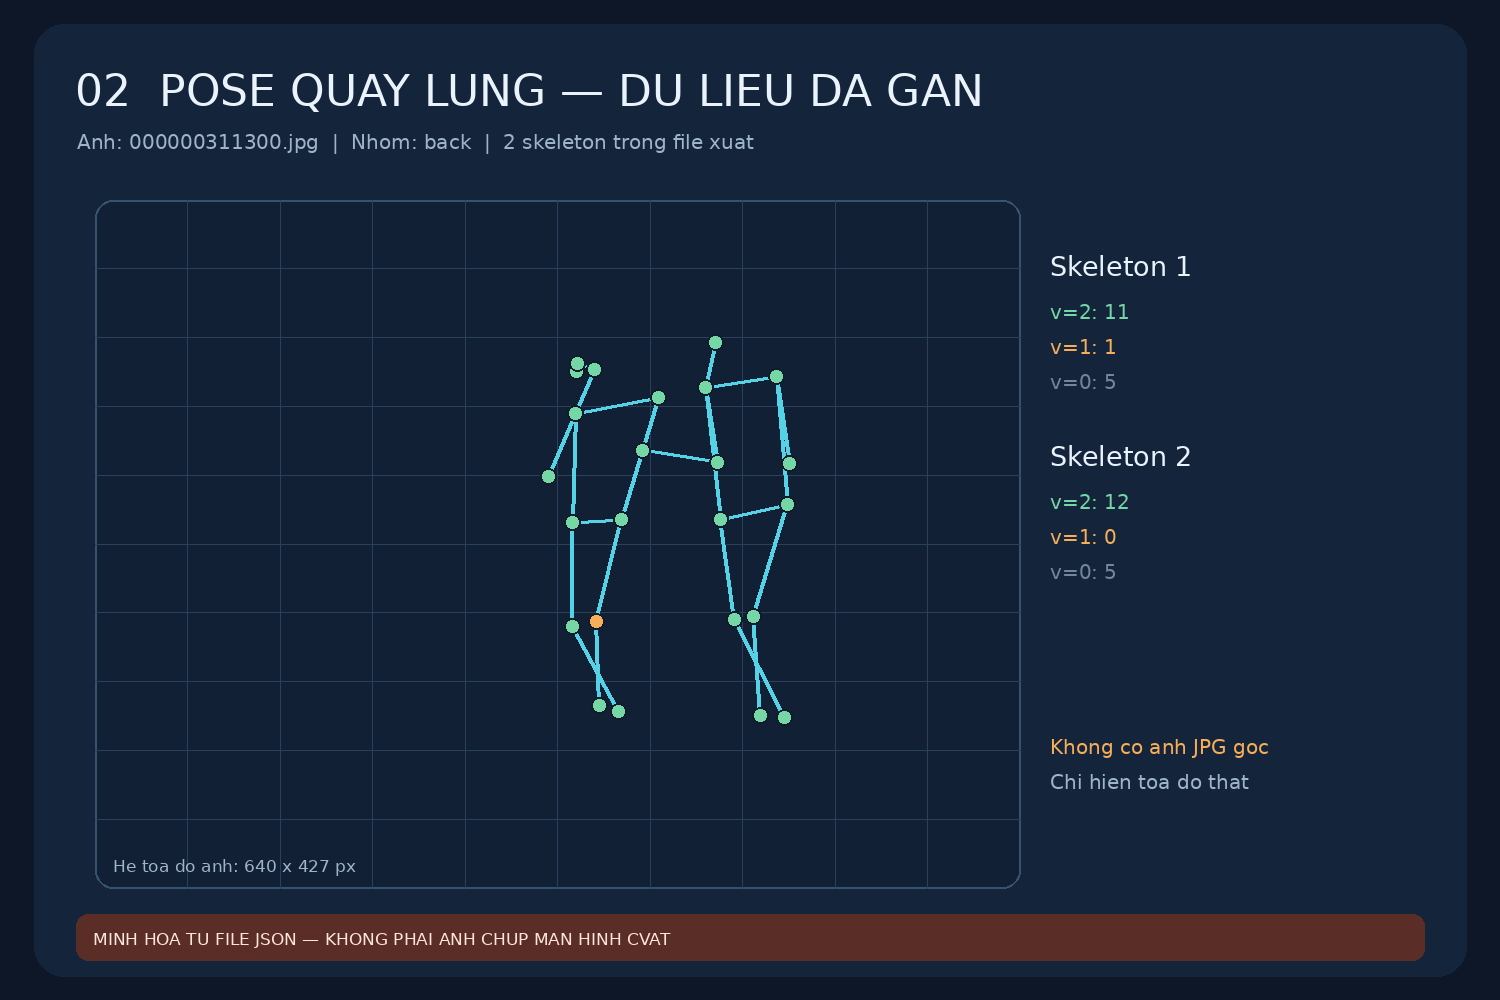 02 POSE QUAY LUNG — DU LIEU DA GAN
Anh: 000000311300.jpg | Nhom: back | 2 skeleton trong file xuat
Skeleton 1
v=2: 11
v=1: 1
v=0: 5
Skeleton 2
v=2: 12
v=1: 0
v=0: 5
Khong co anh JPG goc
Chi hien toa do that
He toa do anh: 640 x 427 px
MINH HOA TU FILE JSON — KHONG PHAI ANH CHUP MAN HINH CVAT